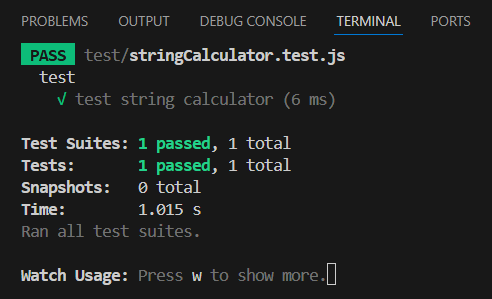 PROBLEMS OUTPUT DEBUG CONSOLE TERMINAL PORTS
PASS test/stringCalculator.test.js
test
√ test string calculator (6 ms)
Test Suites: 1 passed, 1 total
Tests: 1 passed, 1 total
Snapshots: 0 total
Time: 1.015 s
Ran all test suites.
Watch Usage: Press w to show more.